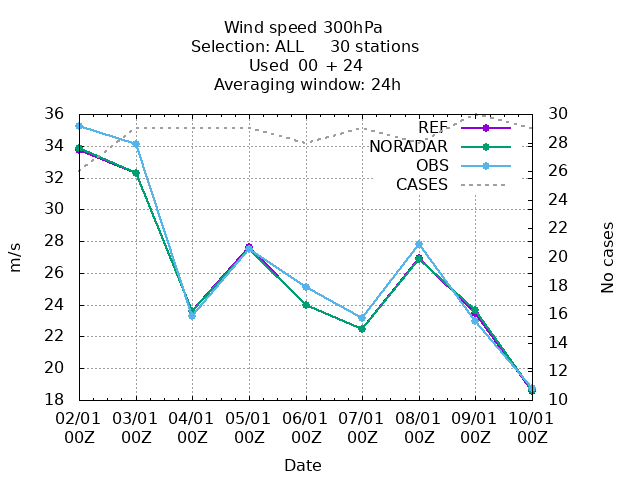 Wind speed 300hPa
Selection: ALL 30 stations
Used 00 + 24
Averaging window: 24h
36
34
32
30
28
26
24
22
20
18
m/s
30
28
26
24
22
20
18
16
14
12
10
No cases
REF
NORADAR
OBS
CASES
02/01 03/01 04/01 05/01 06/01 07/01 08/01 09/01 10/01
00Z 00Z 00Z 00Z 00Z 00Z 00Z 00Z 00Z
Date